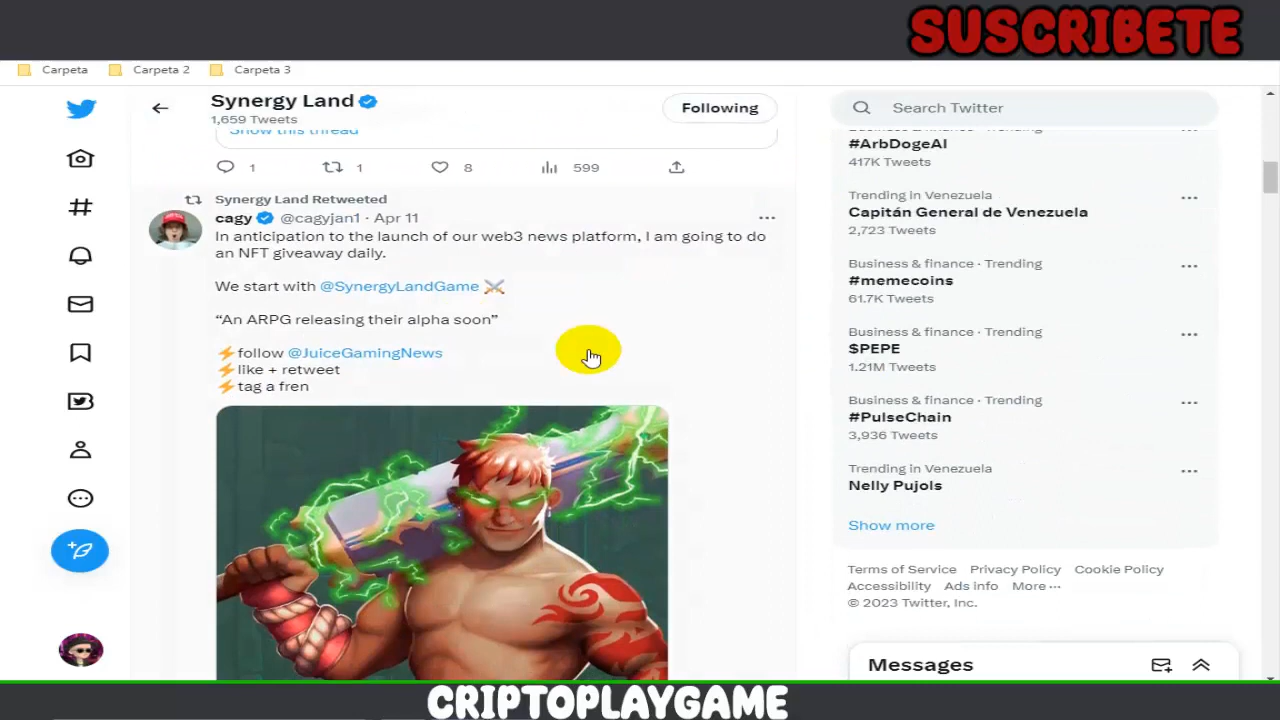 SUSCRIBETE
Carpeta
Carpeta 2
Carpeta 3
Synergy Land
1,659 Tweets
Following
Show this thread
1
1
8
599
Synergy Land Retweeted
cagy @cagyjan1 · Apr 11
In anticipation to the launch of our web3 news platform, I am going to do
an NFT giveaway daily.
We start with @SynergyLandGame ⚔️
“An ARPG releasing their alpha soon”
⚡follow @JuiceGamingNews
⚡like + retweet
⚡tag a fren
Search Twitter
Business & finance · Trending
#ArbDogeAI
417K Tweets
Trending in Venezuela
Capitán General de Venezuela
2,723 Tweets
Business & finance · Trending
#memecoins
61.7K Tweets
Business & finance · Trending
$PEPE
1.21M Tweets
Business & finance · Trending
#PulseChain
3,936 Tweets
Trending in Venezuela
Nelly Pujols
Show more
Terms of Service Privacy Policy Cookie Policy
Accessibility Ads info More ···
© 2023 Twitter, Inc.
Messages
CRIPTOPLAYGAME